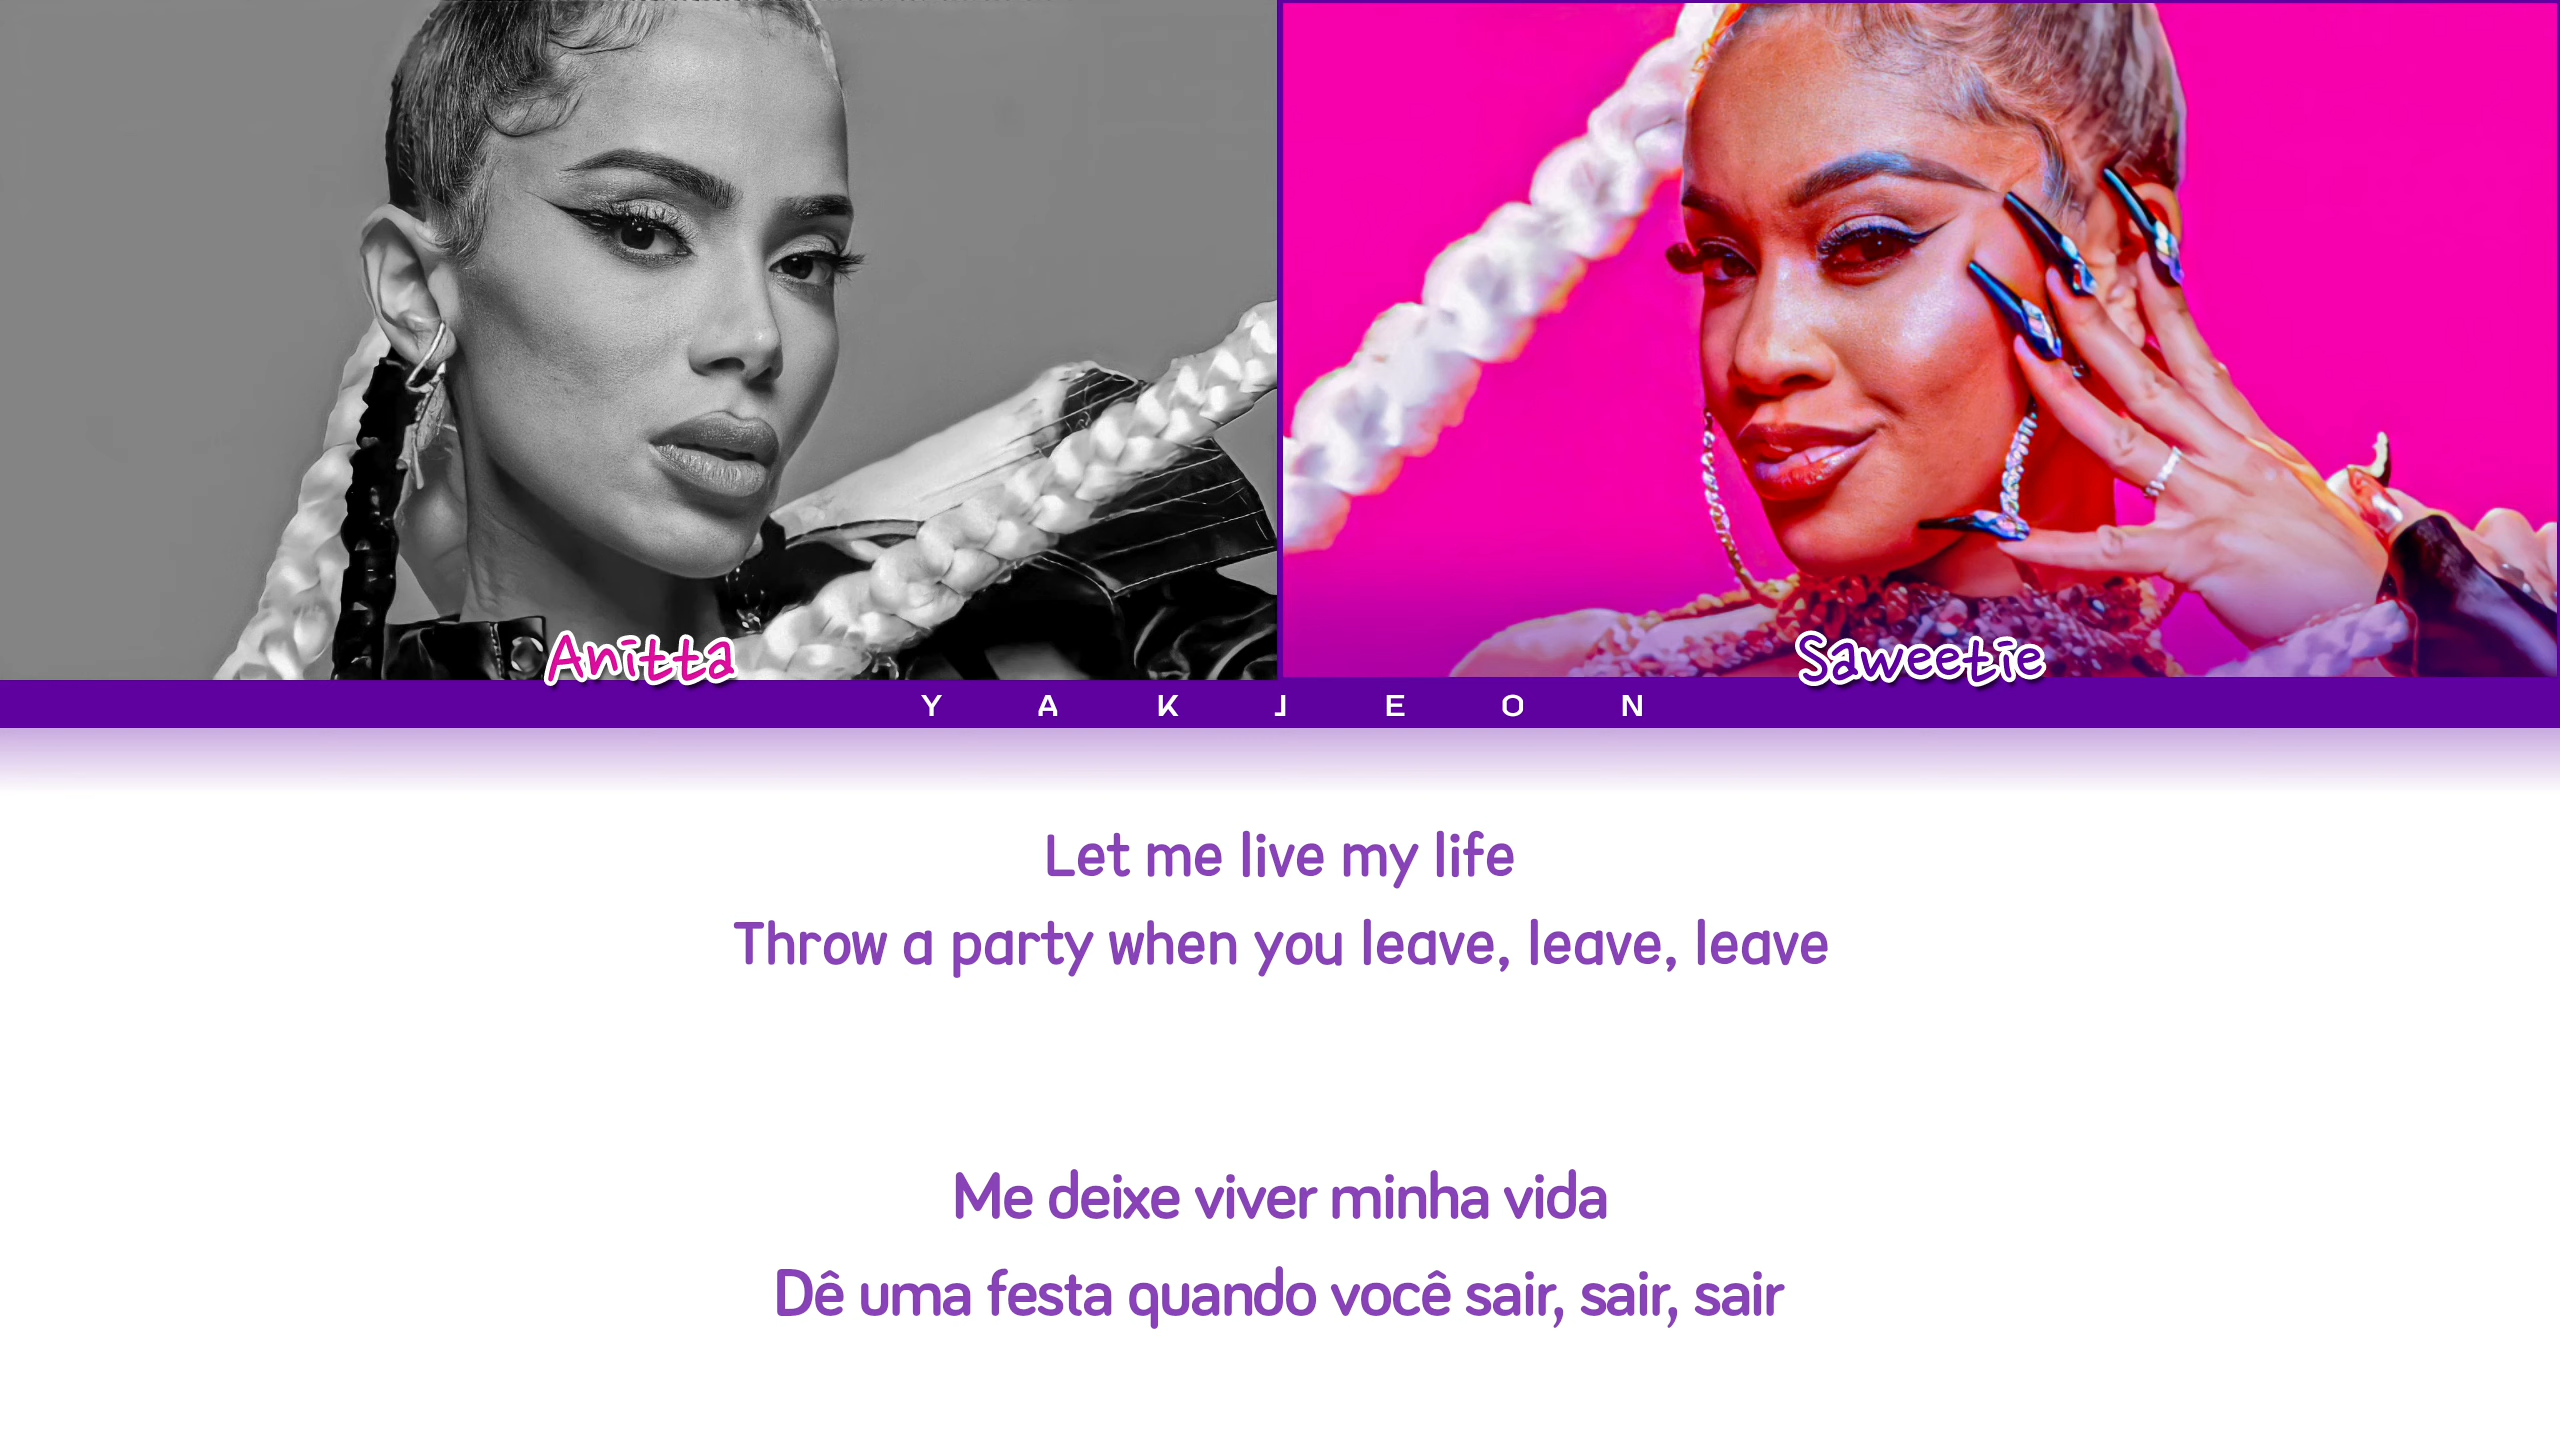 Anitta
Saweetie
YAKJEON
Let me live my life
Throw a party when you leave, leave, leave
Me deixe viver minha vida
Dê uma festa quando você sair, sair, sair